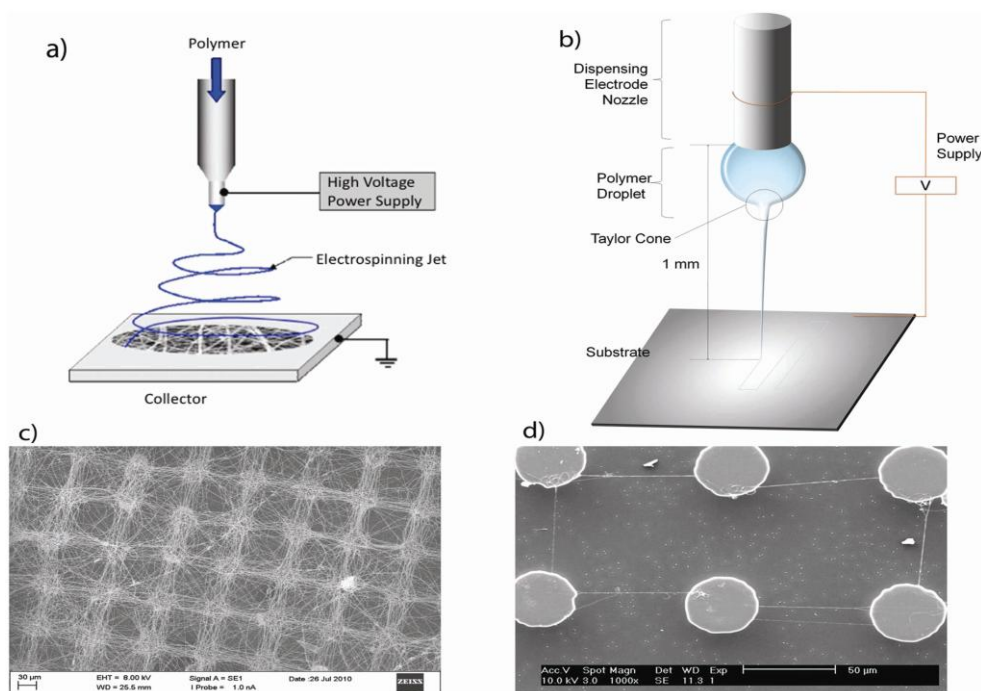 a)
Polymer
High Voltage
Power Supply
Electrospinning Jet
Collector
b)
Dispensing
Electrode
Nozzle
Power
Supply
V
Polymer
Droplet
Taylor Cone
1 mm
Substrate
c)
30 µm
EHT = 8.00 kV
WD = 25.5 mm
Signal A = SE1
I Probe = 1.0 nA
Date :26 Jul 2010
ZEISS
d)
Acc.V Spot Magn Det WD Exp
10.0 kV 3.0 1000x SE 11.3 1
50 µm